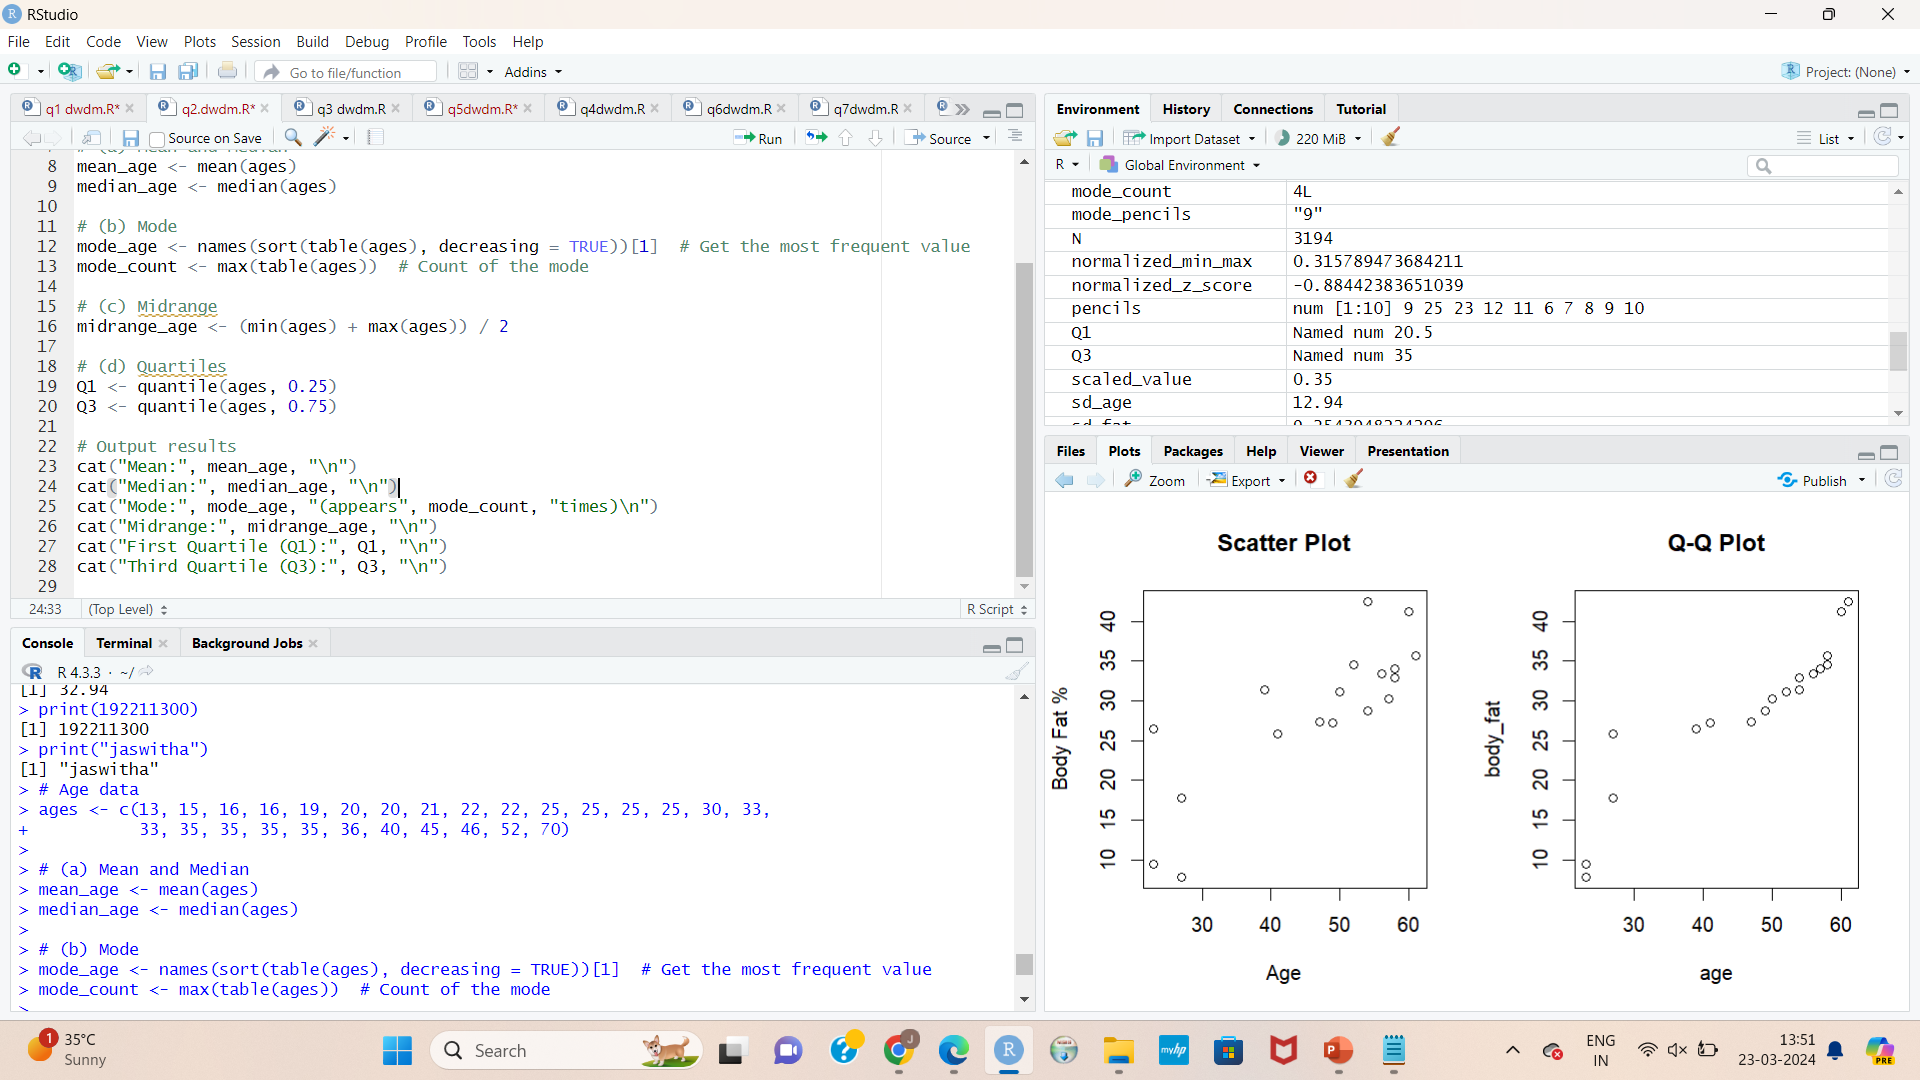 RStudio
File Edit Code View Plots Session Build Debug Profile Tools Help
Go to file/function
Addins
Project: (None)
q1 dwdm.R* q2.dwdm.R* q3 dwdm.R q5dwdm.R* q4dwdm.R q6dwdm.R q7dwdm.R
Source on Save Run Source
8 mean_age <- mean(ages)
9 median_age <- median(ages)
10
11 # (b) Mode
12 mode_age <- names(sort(table(ages), decreasing = TRUE))[1]  # Get the most frequent value
13 mode_count <- max(table(ages))  # Count of the mode
14
15 # (c) Midrange
16 midrange_age <- (min(ages) + max(ages)) / 2
17
18 # (d) Quartiles
19 Q1 <- quantile(ages, 0.25)
20 Q3 <- quantile(ages, 0.75)
21
22 # Output results
23 cat("Mean:", mean_age, "\n")
24 cat("Median:", median_age, "\n")
25 cat("Mode:", mode_age, "(appears", mode_count, "times)\n")
26 cat("Midrange:", midrange_age, "\n")
27 cat("First Quartile (Q1):", Q1, "\n")
28 cat("Third Quartile (Q3):", Q3, "\n")
29
24:33 (Top Level) R Script
Console Terminal Background Jobs
R 4.3.3 · ~/
[1] 32.94
> print(192211300)
[1] 192211300
> print("jaswitha")
[1] "jaswitha"
> # Age data
> ages <- c(13, 15, 16, 16, 19, 20, 20, 21, 22, 22, 25, 25, 25, 25, 30, 33,
+           33, 35, 35, 35, 35, 36, 40, 45, 46, 52, 70)
>
> # (a) Mean and Median
> mean_age <- mean(ages)
> median_age <- median(ages)
>
> # (b) Mode
> mode_age <- names(sort(table(ages), decreasing = TRUE))[1]  # Get the most frequent value
> mode_count <- max(table(ages))  # Count of the mode
>
Environment History Connections Tutorial
Import Dataset 220 MiB List
R Global Environment
mode_count 4L
mode_pencils "9"
N 3194
normalized_min_max 0.315789473684211
normalized_z_score -0.88442383651039
pencils num [1:10] 9 25 23 12 11 6 7 8 9 10
Q1 Named num 20.5
Q3 Named num 35
scaled_value 0.35
sd_age 12.94
Files Plots Packages Help Viewer Presentation
Zoom Export Publish
Scatter Plot
Body Fat %
10 15 20 25 30 35 40
30 40 50 60
Age
Q-Q Plot
body_fat
10 15 20 25 30 35 40
30 40 50 60
age
1
35°C
Sunny
Search
J
R
myhp
ENG
IN
13:51
23-03-2024
PRE